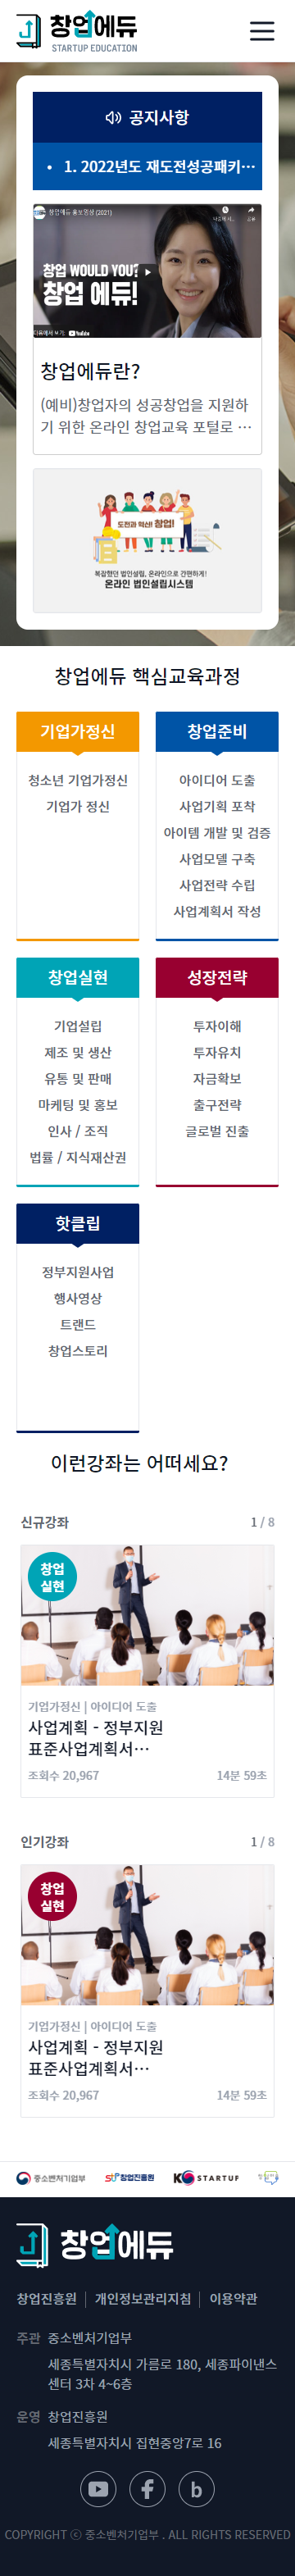 창업에듀
STARTUP EDUCATION
공지사항
• 1. 2022년도 재도전성공패키…
창업에듀 홍보영상 (2021)
공유
창업 WOULD YOU?
창업 에듀!
다음에서 보기: YouTube
창업에듀란?
(예비)창업자의 성공창업을 지원하
기 위한 온라인 창업교육 포털로 …
도전과 혁신! 창업!
복잡했던 법인설립, 온라인으로 간편하게!
온라인 법인설립시스템
창업에듀 핵심교육과정
기업가정신
청소년 기업가정신
기업가 정신
창업준비
아이디어 도출
사업기획 포착
아이템 개발 및 검증
사업모델 구축
사업전략 수립
사업계획서 작성
창업실현
기업설립
제조 및 생산
유통 및 판매
마케팅 및 홍보
인사 / 조직
법률 / 지식재산권
성장전략
투자이해
투자유치
자금확보
출구전략
글로벌 진출
핫클립
정부지원사업
행사영상
트랜드
창업스토리
이런강좌는 어떠세요?
신규강좌
1 / 8
창업
실현
기업가정신 | 아이디어 도출
사업계획 - 정부지원
표준사업계획서…
조회수 20,967
14분 59초
인기강좌
1 / 8
창업
실현
기업가정신 | 아이디어 도출
사업계획 - 정부지원
표준사업계획서…
조회수 20,967
14분 59초
중소벤처기업부
창업진흥원
K STARTUP
창업에듀
창업진흥원 | 개인정보관리지침 | 이용약관
주관 중소벤처기업부
세종특별자치시 가름로 180, 세종파이낸스
센터 3차 4~6층
운영 창업진흥원
세종특별자치시 집현중앙7로 16
b
COPYRIGHT ⓒ 중소벤처기업부 . ALL RIGHTS RESERVED